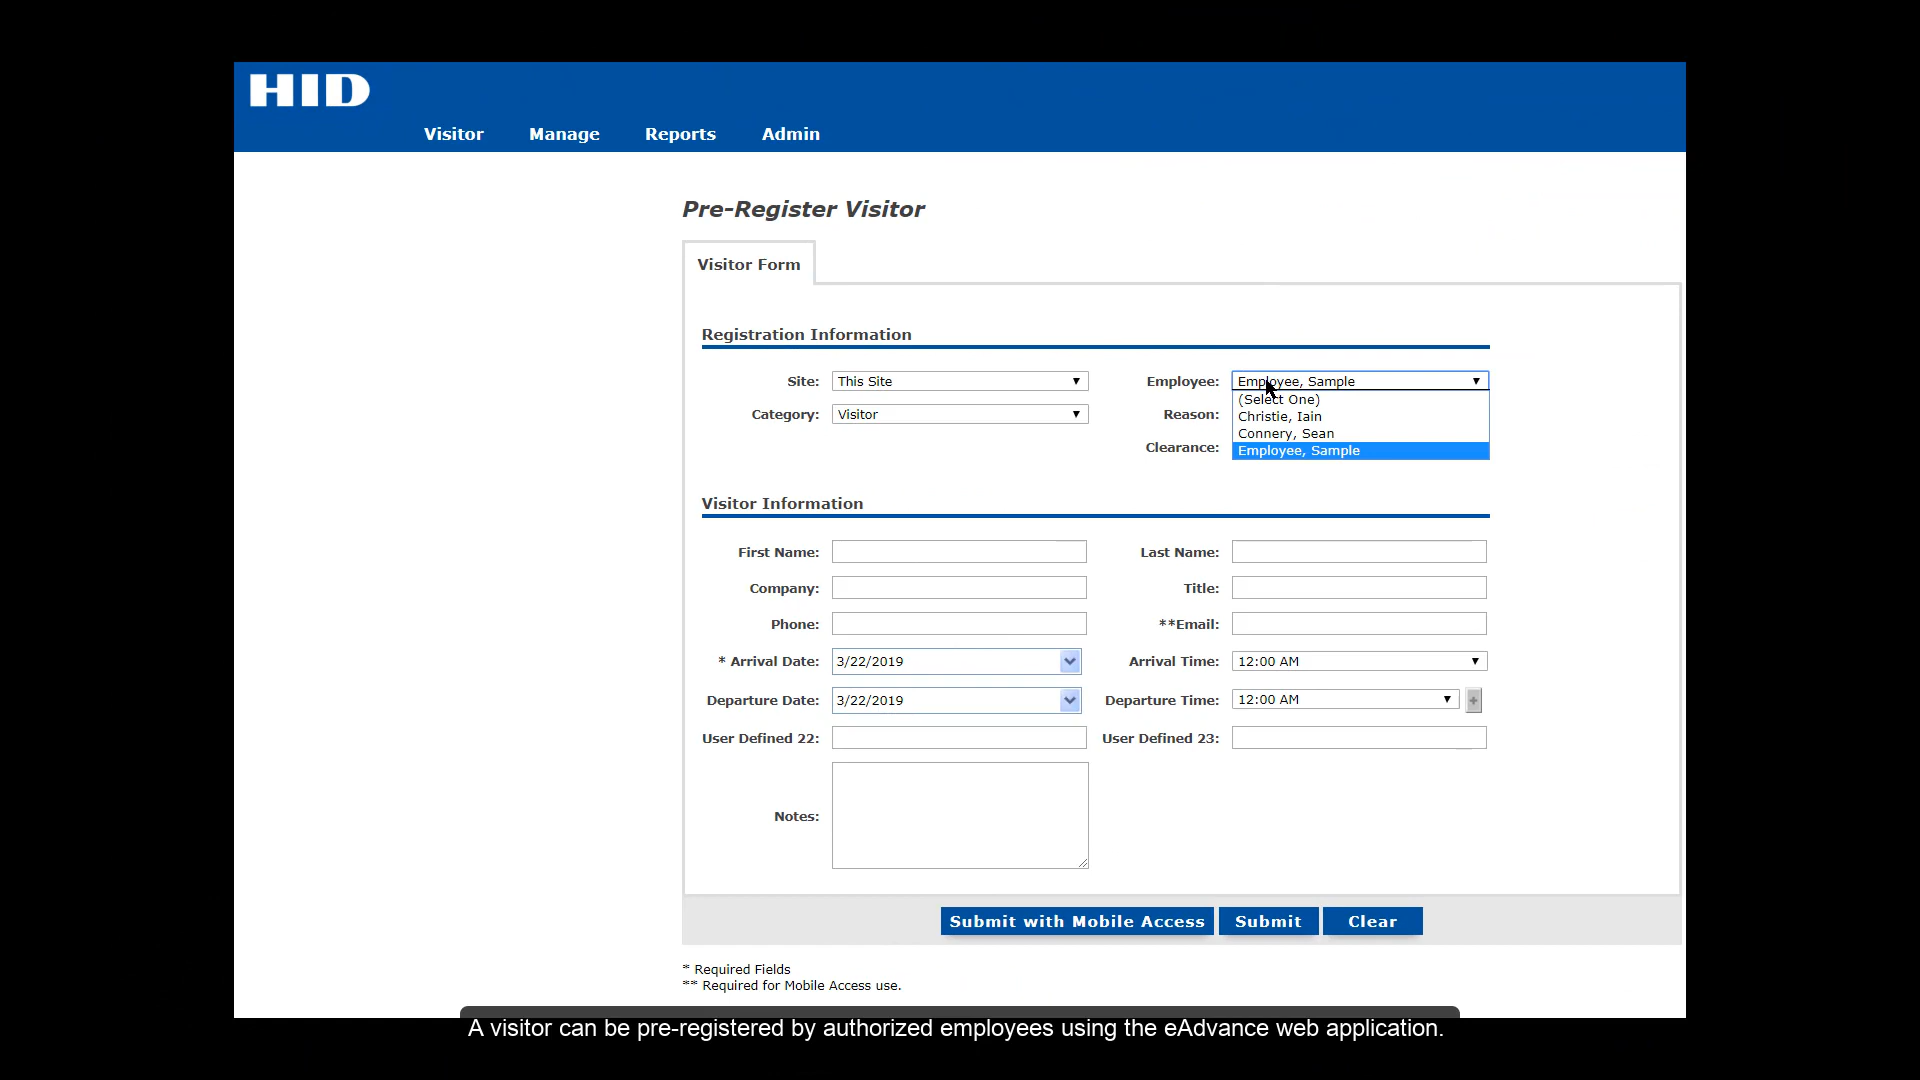 HID
Visitor Manage Reports Admin
Pre-Register Visitor
Visitor Form
Registration Information
Site: This Site Employee: Employee, Sample
(Select One)
Category: Visitor Reason: Christie, Iain
Connery, Sean
Clearance: Employee, Sample
Visitor Information
First Name: Last Name:
Company: Title:
Phone: **Email:
* Arrival Date: 3/22/2019 Arrival Time: 12:00 AM
Departure Date: 3/22/2019 Departure Time: 12:00 AM +
User Defined 22: User Defined 23:
Notes:
Submit with Mobile Access Submit Clear
* Required Fields
** Required for Mobile Access use.
A visitor can be pre-registered by authorized employees using the eAdvance web application.